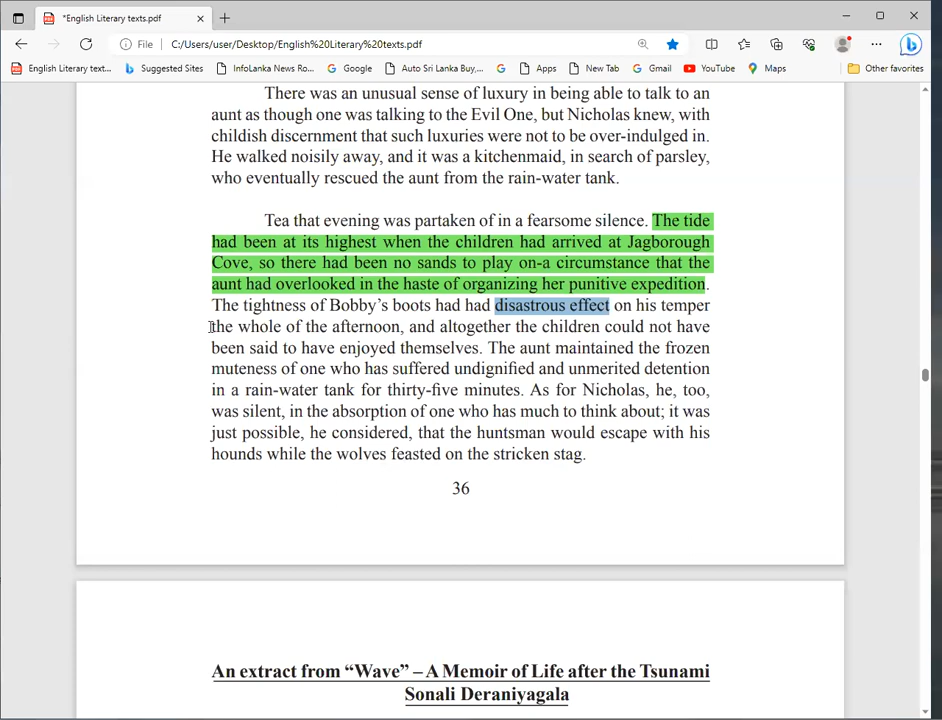 *English Literary texts.pdf
File C:/Users/user/Desktop/English%20Literary%20texts.pdf
English Literary text... Suggested Sites InfoLanka News Ro... Google Auto Sri Lanka Buy,... Apps New Tab Gmail YouTube Maps Other favorites
There was an unusual sense of luxury in being able to talk to an
aunt as though one was talking to the Evil One, but Nicholas knew, with
childish discernment that such luxuries were not to be over-indulged in.
He walked noisily away, and it was a kitchenmaid, in search of parsley,
who eventually rescued the aunt from the rain-water tank.
Tea that evening was partaken of in a fearsome silence. The tide
had been at its highest when the children had arrived at Jagborough
Cove, so there had been no sands to play on-a circumstance that the
aunt had overlooked in the haste of organizing her punitive expedition.
The tightness of Bobby’s boots had had disastrous effect on his temper
the whole of the afternoon, and altogether the children could not have
been said to have enjoyed themselves. The aunt maintained the frozen
muteness of one who has suffered undignified and unmerited detention
in a rain-water tank for thirty-five minutes. As for Nicholas, he, too,
was silent, in the absorption of one who has much to think about; it was
just possible, he considered, that the huntsman would escape with his
hounds while the wolves feasted on the stricken stag.
36
An extract from “Wave” – A Memoir of Life after the Tsunami
Sonali Deraniyagala